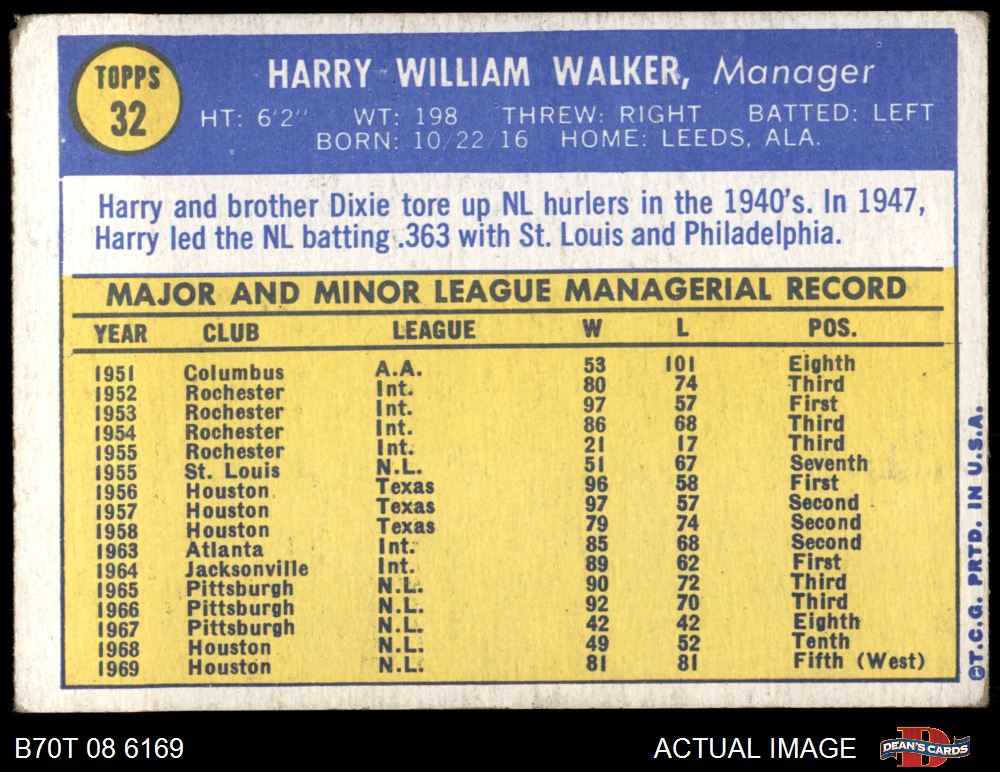 TOPPS
32
HARRY WILLIAM WALKER, Manager
HT: 6'2" WT: 198 THREW: RIGHT BATTED: LEFT
BORN: 10/22/16 HOME: LEEDS, ALA.
Harry and brother Dixie tore up NL hurlers in the 1940's. In 1947,
Harry led the NL batting .363 with St. Louis and Philadelphia.
MAJOR AND MINOR LEAGUE MANAGERIAL RECORD
YEAR CLUB LEAGUE W L POS.
1951 Columbus A.A. 53 101 Eighth
1952 Rochester Int. 80 74 Third
1953 Rochester Int. 97 57 First
1954 Rochester Int. 86 68 Third
1955 Rochester Int. 21 17 Third
1955 St. Louis N.L. 51 67 Seventh
1956 Houston Texas 96 58 First
1957 Houston Texas 97 57 Second
1958 Houston Texas 79 74 Second
1963 Atlanta Int. 85 68 Second
1964 Jacksonville Int. 89 62 First
1965 Pittsburgh N.L. 90 72 Third
1966 Pittsburgh N.L. 92 70 Third
1967 Pittsburgh N.L. 42 42 Eighth
1968 Houston N.L. 49 52 Tenth
1969 Houston N.L. 81 81 Fifth (West)
©T.C.G. PRTD. IN U.S.A.
B70T 08 6169
ACTUAL IMAGE
DEAN'S CARDS